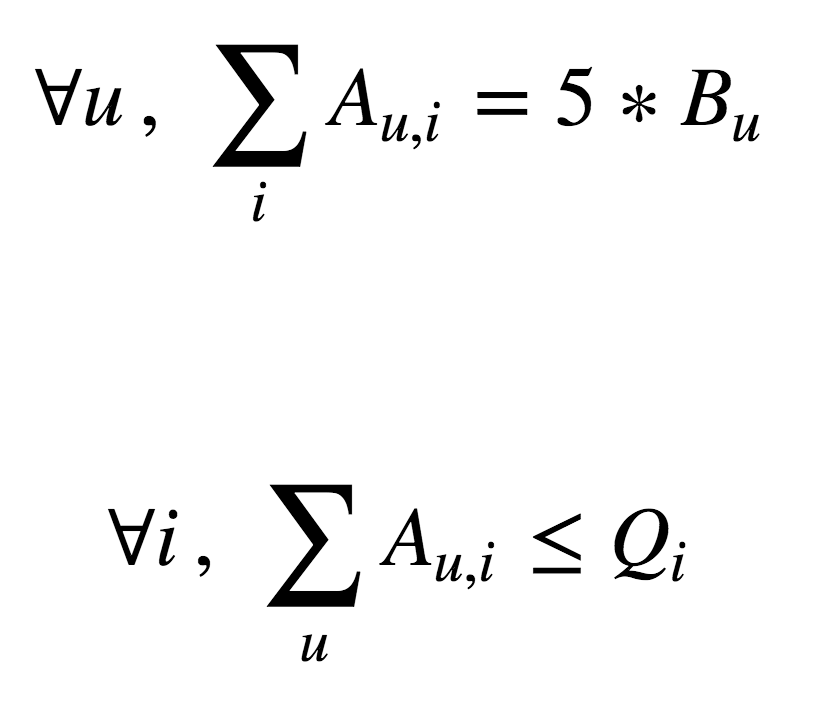 ∀u , ∑_i A_{u,i} = 5 * B_u
∀i , ∑_u A_{u,i} ≤ Q_i